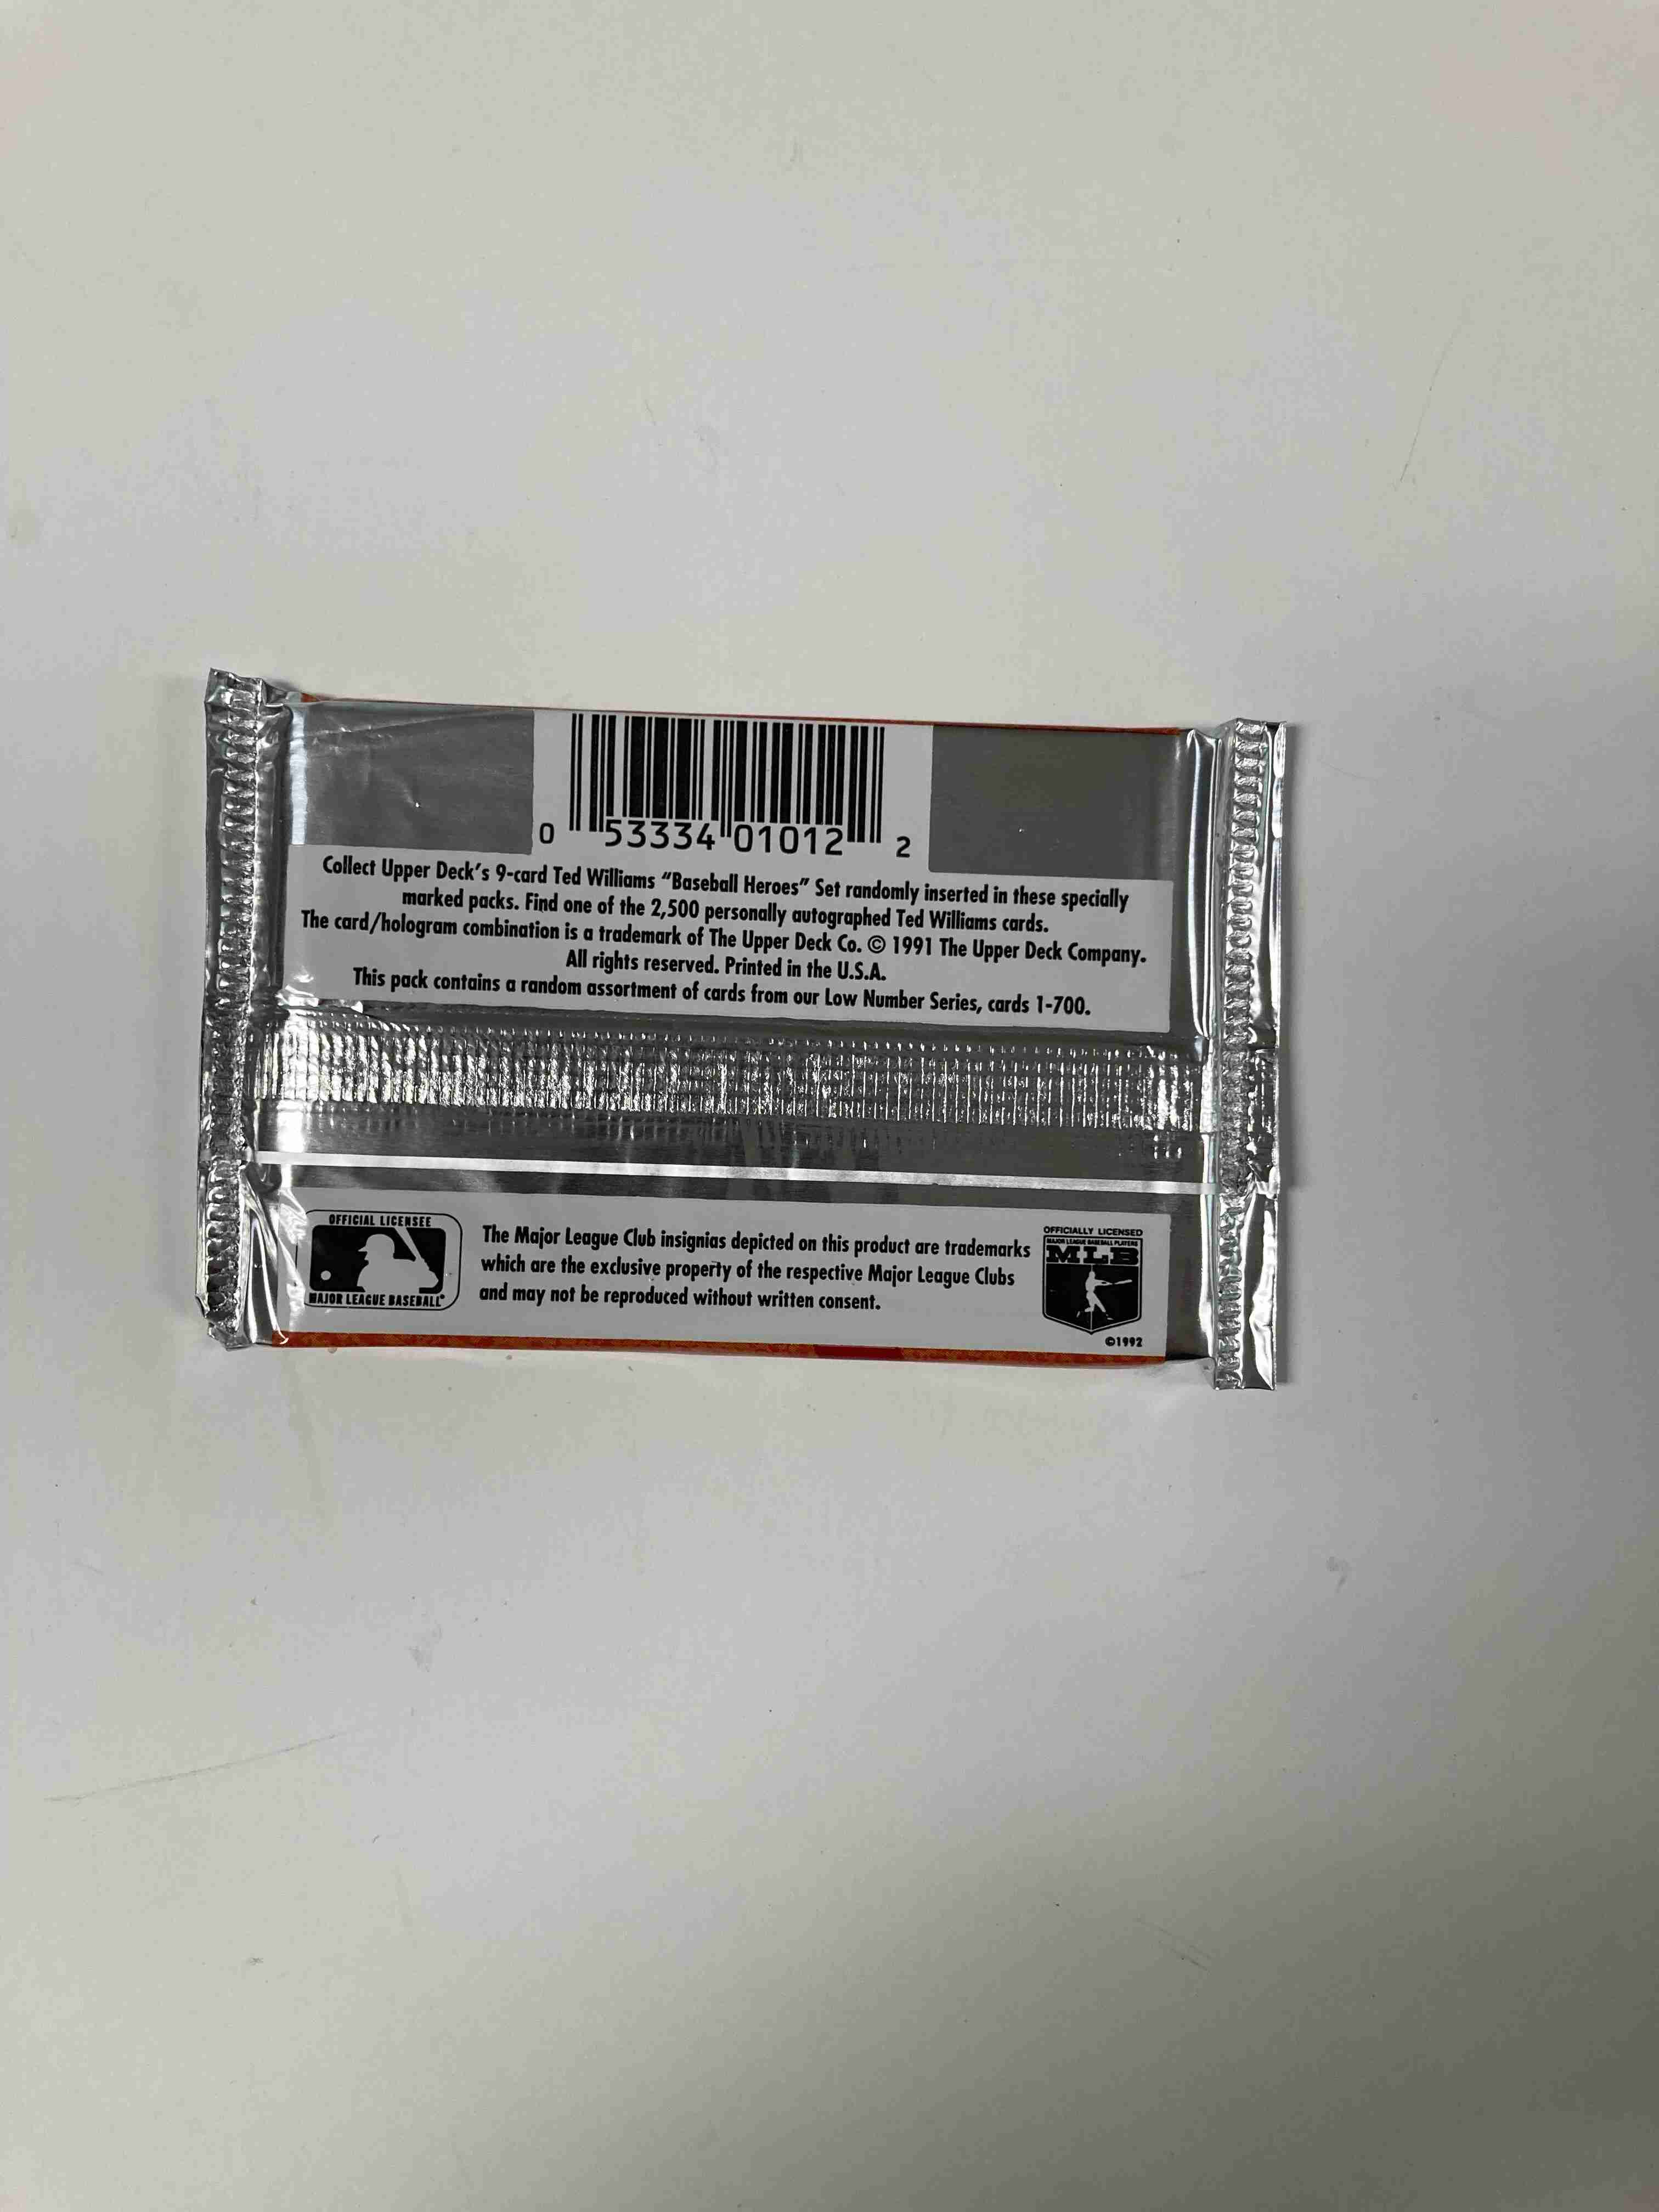 0 53334 01012 2
Collect Upper Deck's 9-card Ted Williams "Baseball Heroes" Set randomly inserted in these specially
marked packs. Find one of the 2,500 personally autographed Ted Williams cards.
The card/hologram combination is a trademark of The Upper Deck Co. © 1991 The Upper Deck Company.
All rights reserved. Printed in the U.S.A.
This pack contains a random assortment of cards from our Low Number Series, cards 1-700.
OFFICIAL LICENSEE
MAJOR LEAGUE BASEBALL®
The Major League Club insignias depicted on this product are trademarks
which are the exclusive property of the respective Major League Clubs
and may not be reproduced without written consent.
OFFICIALLY LICENSED
MAJOR LEAGUE BASEBALL PLAYERS
MLB
©1992